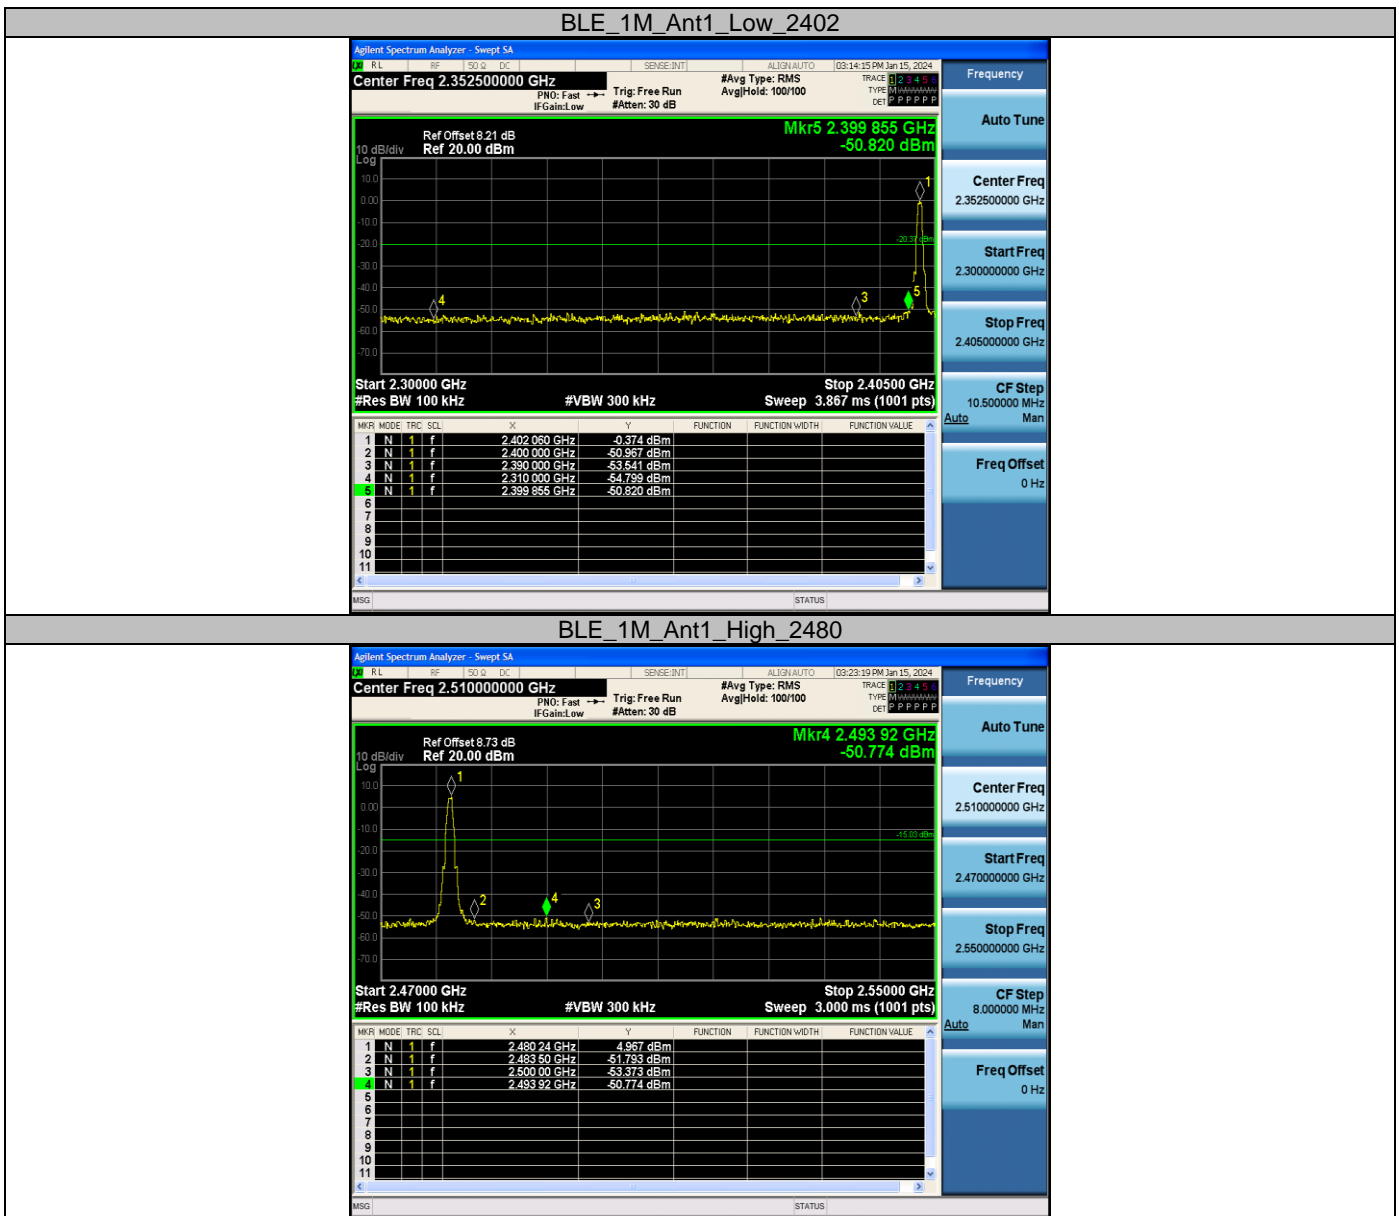 BLE_1M_Ant1_Low_2402
Agilent Spectrum Analyzer - Swept SA
RL RF 50 Ω DC SENSE:INT ALIGNAUTO 03:14:15 PM Jan 15, 2024
Center Freq 2.352500000 GHz
PNO: Fast
IFGain:Low
Trig: Free Run
#Atten: 30 dB
#Avg Type: RMS
Avg|Hold: 100/100
TRACE 1 2 3 4 5 6
TYPE M
DET P P P P P P
Frequency
Auto Tune
Center Freq
2.352500000 GHz
Start Freq
2.300000000 GHz
Stop Freq
2.405000000 GHz
CF Step
10.500000 MHz
Auto Man
Freq Offset
0 Hz
Ref Offset 8.21 dB
10 dB/div Ref 20.00 dBm
Log
Mkr5 2.399 855 GHz
-50.820 dBm
10.0
0.00
-10.0
-20.0
-30.0
-40.0
-50.0
-60.0
-70.0
-20.37 dBm
1
4
3
5
Start 2.30000 GHz Stop 2.40500 GHz
#Res BW 100 kHz #VBW 300 kHz Sweep 3.867 ms (1001 pts)
MKR MODE TRC SCL X Y FUNCTION FUNCTION WIDTH FUNCTION VALUE
1 N 1 f 2.402 060 GHz -0.374 dBm
2 N 1 f 2.400 000 GHz -50.967 dBm
3 N 1 f 2.390 000 GHz -53.541 dBm
4 N 1 f 2.310 000 GHz -54.799 dBm
5 N 1 f 2.399 855 GHz -50.820 dBm
6
7
8
9
10
11
MSG STATUS
BLE_1M_Ant1_High_2480
Agilent Spectrum Analyzer - Swept SA
RL RF 50 Ω DC SENSE:INT ALIGNAUTO 03:23:19 PM Jan 15, 2024
Center Freq 2.510000000 GHz
PNO: Fast
IFGain:Low
Trig: Free Run
#Atten: 30 dB
#Avg Type: RMS
Avg|Hold: 100/100
TRACE 1 2 3 4 5 6
TYPE M
DET P P P P P P
Frequency
Auto Tune
Center Freq
2.510000000 GHz
Start Freq
2.470000000 GHz
Stop Freq
2.550000000 GHz
CF Step
8.000000 MHz
Auto Man
Freq Offset
0 Hz
Ref Offset 8.73 dB
10 dB/div Ref 20.00 dBm
Log
Mkr4 2.493 92 GHz
-50.774 dBm
10.0
0.00
-10.0
-20.0
-30.0
-40.0
-50.0
-60.0
-70.0
-15.03 dBm
1
2
4
3
Start 2.47000 GHz Stop 2.55000 GHz
#Res BW 100 kHz #VBW 300 kHz Sweep 3.000 ms (1001 pts)
MKR MODE TRC SCL X Y FUNCTION FUNCTION WIDTH FUNCTION VALUE
1 N 1 f 2.480 24 GHz 4.967 dBm
2 N 1 f 2.483 50 GHz -51.793 dBm
3 N 1 f 2.500 00 GHz -53.373 dBm
4 N 1 f 2.493 92 GHz -50.774 dBm
5
6
7
8
9
10
11
MSG STATUS